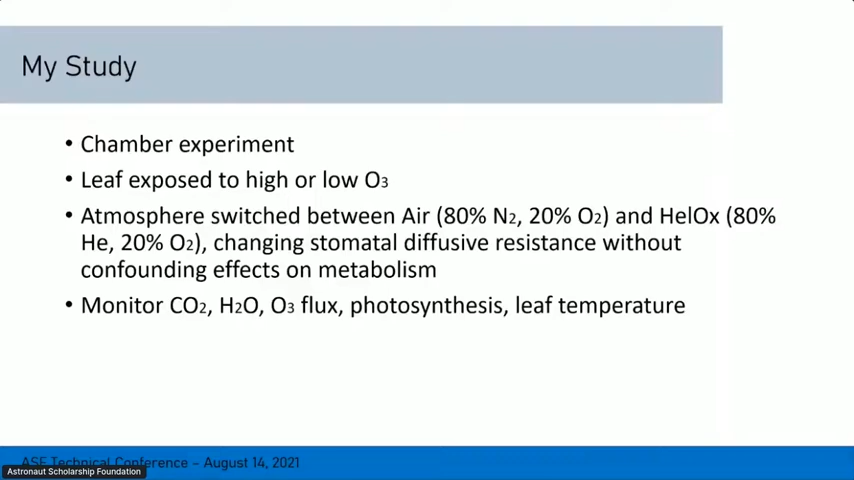 My Study
• Chamber experiment
• Leaf exposed to high or low O3
• Atmosphere switched between Air (80% N2, 20% O2) and HelOx (80%
He, 20% O2), changing stomatal diffusive resistance without
confounding effects on metabolism
• Monitor CO2, H2O, O3 flux, photosynthesis, leaf temperature
ASF Technical Conference – August 14, 2021
Astronaut Scholarship Foundation